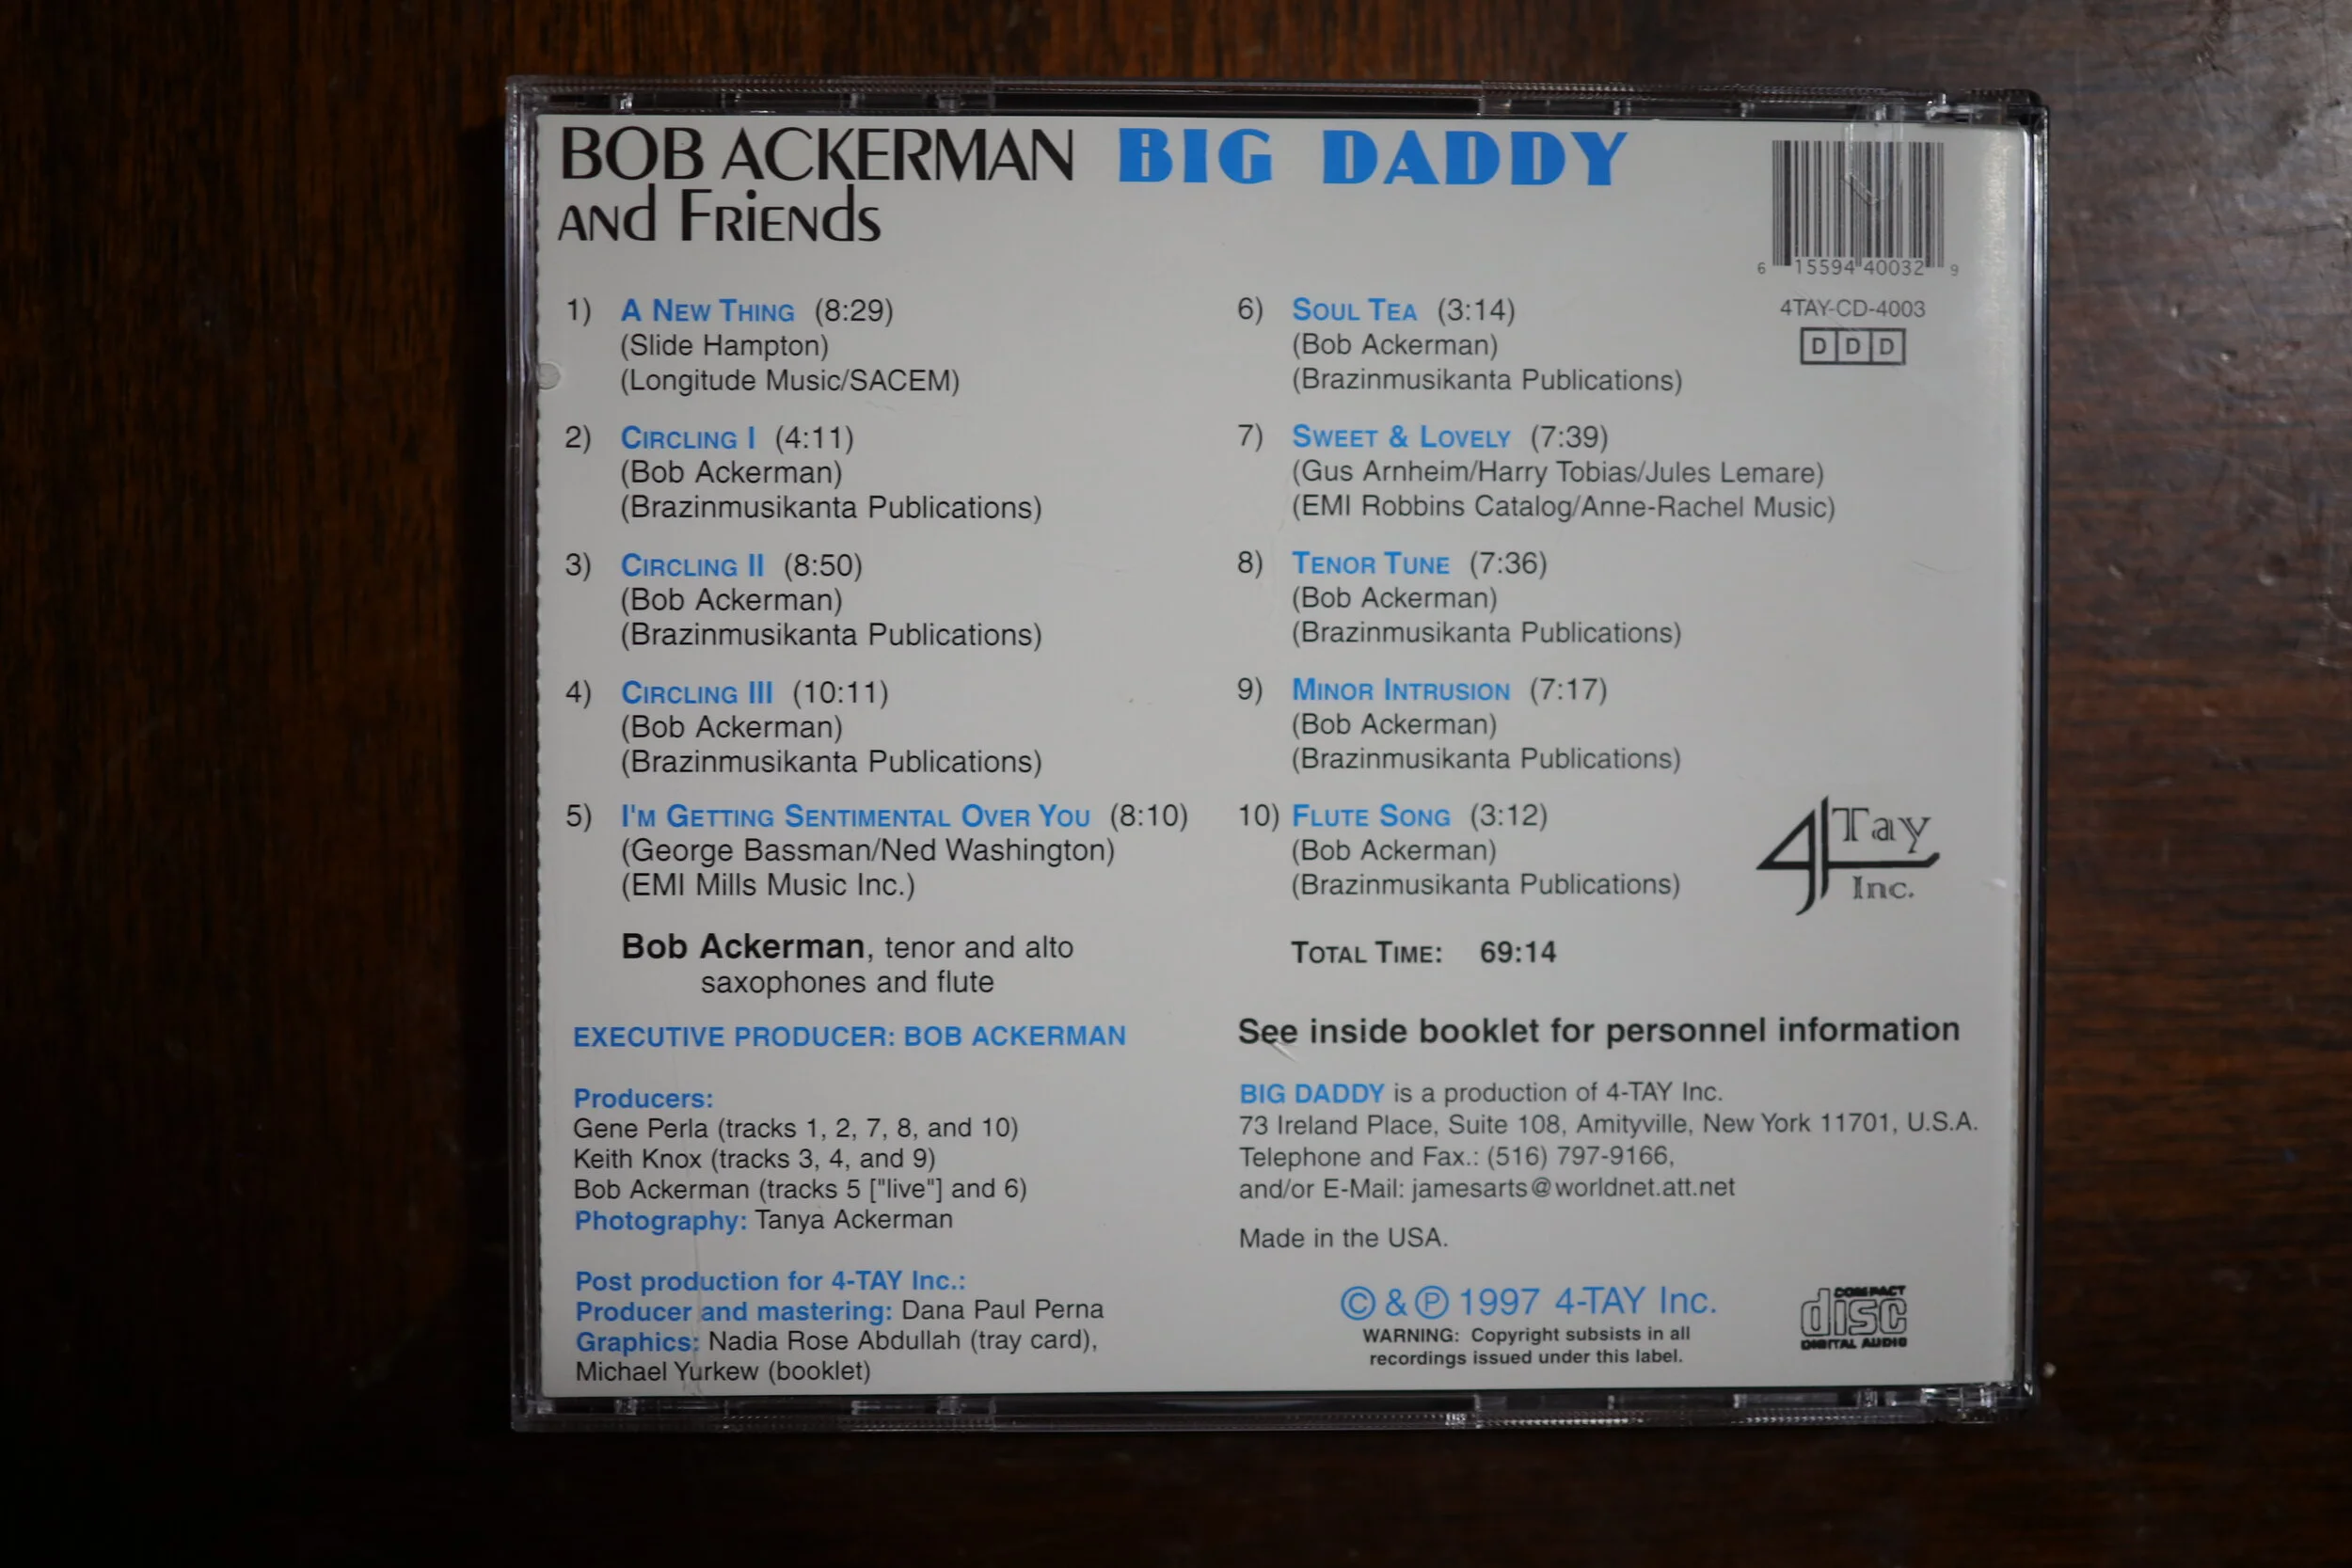 BOB ACKERMAN BIG DADDY
and Friends
6 15594 40032 9
4TAY-CD-4003
D D D
1) A New Thing (8:29)
(Slide Hampton)
(Longitude Music/SACEM)
2) Circling I (4:11)
(Bob Ackerman)
(Brazinmusikanta Publications)
3) Circling II (8:50)
(Bob Ackerman)
(Brazinmusikanta Publications)
4) Circling III (10:11)
(Bob Ackerman)
(Brazinmusikanta Publications)
5) I'm Getting Sentimental Over You (8:10)
(George Bassman/Ned Washington)
(EMI Mills Music Inc.)
Bob Ackerman, tenor and alto
saxophones and flute
EXECUTIVE PRODUCER: BOB ACKERMAN
Producers:
Gene Perla (tracks 1, 2, 7, 8, and 10)
Keith Knox (tracks 3, 4, and 9)
Bob Ackerman (tracks 5 ["live"] and 6)
Photography: Tanya Ackerman
Post production for 4-TAY Inc.:
Producer and mastering: Dana Paul Perna
Graphics: Nadia Rose Abdullah (tray card),
Michael Yurkew (booklet)
6) Soul Tea (3:14)
(Bob Ackerman)
(Brazinmusikanta Publications)
7) Sweet & Lovely (7:39)
(Gus Arnheim/Harry Tobias/Jules Lemare)
(EMI Robbins Catalog/Anne-Rachel Music)
8) Tenor Tune (7:36)
(Bob Ackerman)
(Brazinmusikanta Publications)
9) Minor Intrusion (7:17)
(Bob Ackerman)
(Brazinmusikanta Publications)
10) Flute Song (3:12)
(Bob Ackerman)
(Brazinmusikanta Publications)
4 Tay
Inc.
Total Time: 69:14
See inside booklet for personnel information
BIG DADDY is a production of 4-TAY Inc.
73 Ireland Place, Suite 108, Amityville, New York 11701, U.S.A.
Telephone and Fax.: (516) 797-9166,
and/or E-Mail: jamesarts@worldnet.att.net
Made in the USA.
© & ℗ 1997 4-TAY Inc.
WARNING: Copyright subsists in all
recordings issued under this label.
COMPACT
disc
DIGITAL AUDIO